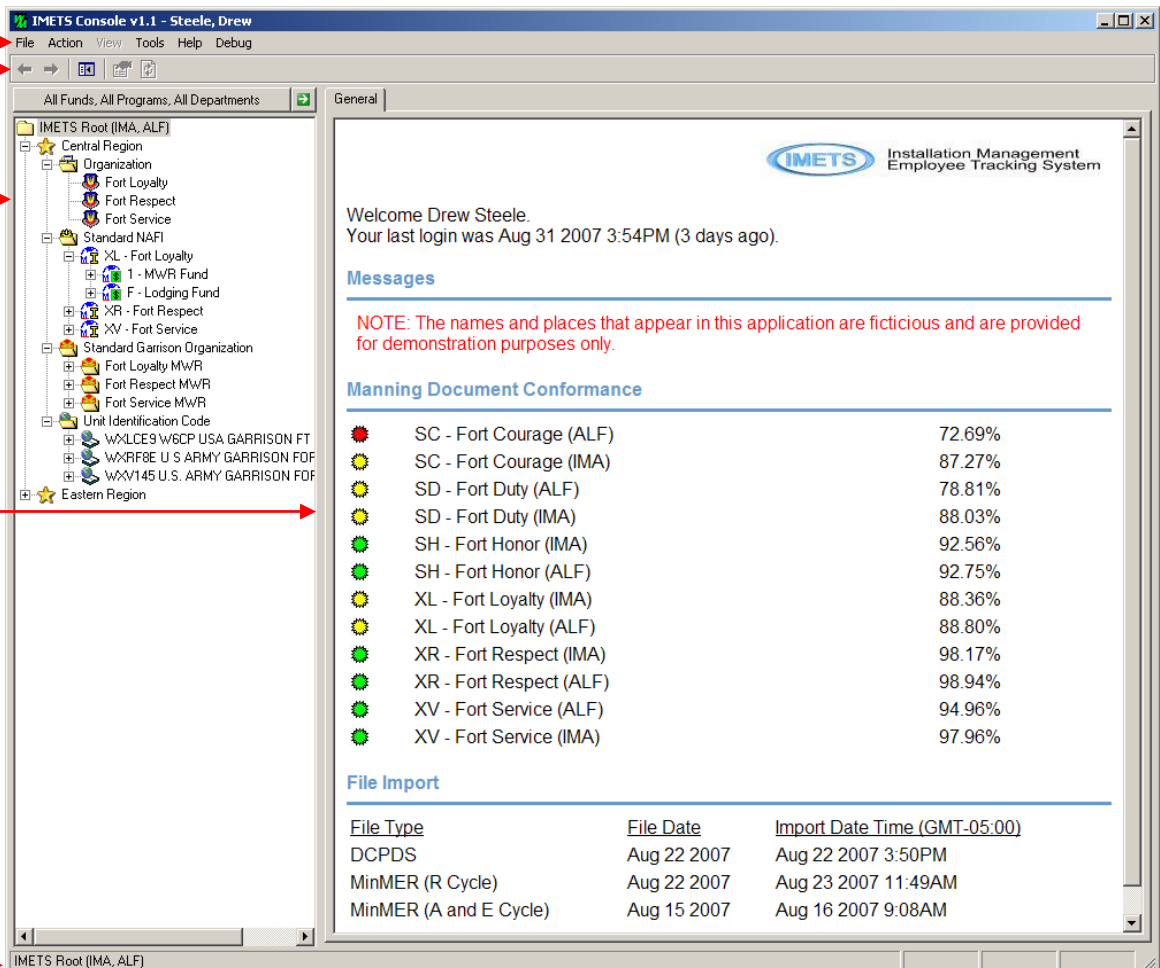 IMETS Console v1.1 - Steele, Drew
File Action View Tools Help Debug
All Funds, All Programs, All Departments
General
IMETS Root (IMA, ALF)
Central Region
Organization
Fort Loyalty
Fort Respect
Fort Service
Standard NAFI
XL - Fort Loyalty
1 - MWR Fund
F - Lodging Fund
XR - Fort Respect
XV - Fort Service
Standard Garrison Organization
Fort Loyalty MWR
Fort Respect MWR
Fort Service MWR
Unit Identification Code
WXLCE9 W6CP USA GARRISON FT
WXRF8E U S ARMY GARRISON FOR
WXV145 U.S. ARMY GARRISON FOR
Eastern Region
IMETS Installation Management
Employee Tracking System
Welcome Drew Steele.
Your last login was Aug 31 2007 3:54PM (3 days ago).
Messages
NOTE: The names and places that appear in this application are ficticious and are provided
for demonstration purposes only.
Manning Document Conformance
SC - Fort Courage (ALF) 72.69%
SC - Fort Courage (IMA) 87.27%
SD - Fort Duty (ALF) 78.81%
SD - Fort Duty (IMA) 88.03%
SH - Fort Honor (IMA) 92.56%
SH - Fort Honor (ALF) 92.75%
XL - Fort Loyalty (IMA) 88.36%
XL - Fort Loyalty (ALF) 88.80%
XR - Fort Respect (IMA) 98.17%
XR - Fort Respect (ALF) 98.94%
XV - Fort Service (ALF) 94.96%
XV - Fort Service (IMA) 97.96%
File Import
File Type File Date Import Date Time (GMT-05:00)
DCPDS Aug 22 2007 Aug 22 2007 3:50PM
MinMER (R Cycle) Aug 22 2007 Aug 23 2007 11:49AM
MinMER (A and E Cycle) Aug 15 2007 Aug 16 2007 9:08AM
IMETS Root (IMA, ALF)